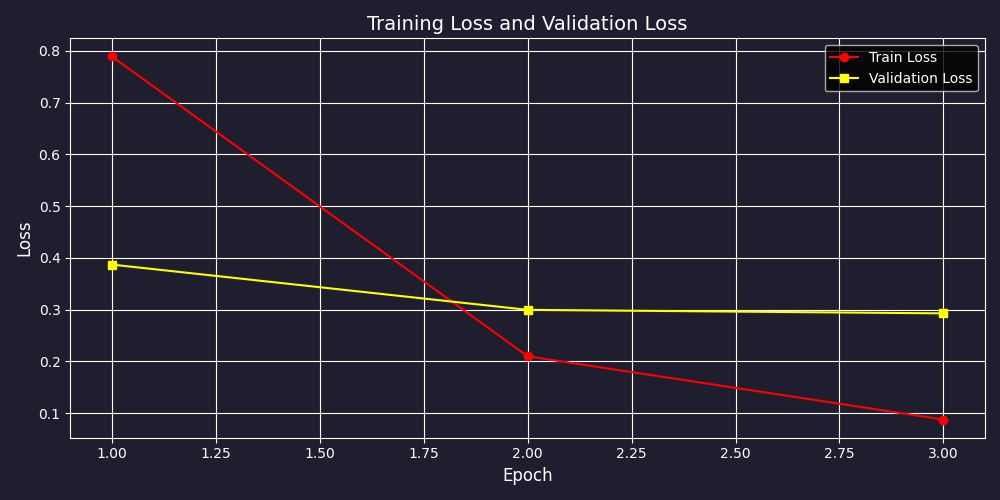 Training Loss and Validation Loss
Train Loss
Validation Loss
0.8
0.7
0.6
0.5
0.4
0.3
0.2
0.1
Loss
1.00 1.25 1.50 1.75 2.00 2.25 2.50 2.75 3.00
Epoch